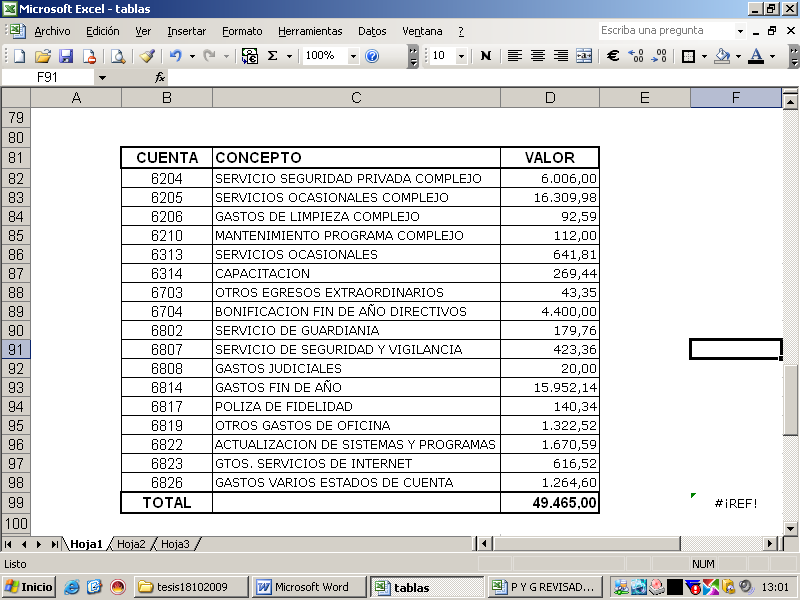 Microsoft Excel - tablas
Archivo Edición Ver Insertar Formato Herramientas Datos Ventana ? Escriba una pregunta
100% 10 N €
F91 fx
A B C D E F
79
80
81 CUENTA CONCEPTO VALOR
82 6204 SERVICIO SEGURIDAD PRIVADA COMPLEJO 6.006,00
83 6205 SERVICIOS OCASIONALES COMPLEJO 16.309,98
84 6206 GASTOS DE LIMPIEZA COMPLEJO 92,59
85 6210 MANTENIMIENTO PROGRAMA COMPLEJO 112,00
86 6313 SERVICIOS OCASIONALES 641,81
87 6314 CAPACITACION 269,44
88 6703 OTROS EGRESOS EXTRAORDINARIOS 43,35
89 6704 BONIFICACION FIN DE AÑO DIRECTIVOS 4.400,00
90 6802 SERVICIO DE GUARDIANIA 179,76
91 6807 SERVICIO DE SEGURIDAD Y VIGILANCIA 423,36
92 6808 GASTOS JUDICIALES 20,00
93 6814 GASTOS FIN DE AÑO 15.952,14
94 6817 POLIZA DE FIDELIDAD 140,34
95 6819 OTROS GASTOS DE OFICINA 1.322,52
96 6822 ACTUALIZACION DE SISTEMAS Y PROGRAMAS 1.670,59
97 6823 GTOS. SERVICIOS DE INTERNET 616,52
98 6826 GASTOS VARIOS ESTADOS DE CUENTA 1.264,60
99 TOTAL 49.465,00 #¡REF!
100
Hoja1 Hoja2 Hoja3
Listo NUM
Inicio tesis18102009 Microsoft Word tablas P Y G REVISAD... 13:01